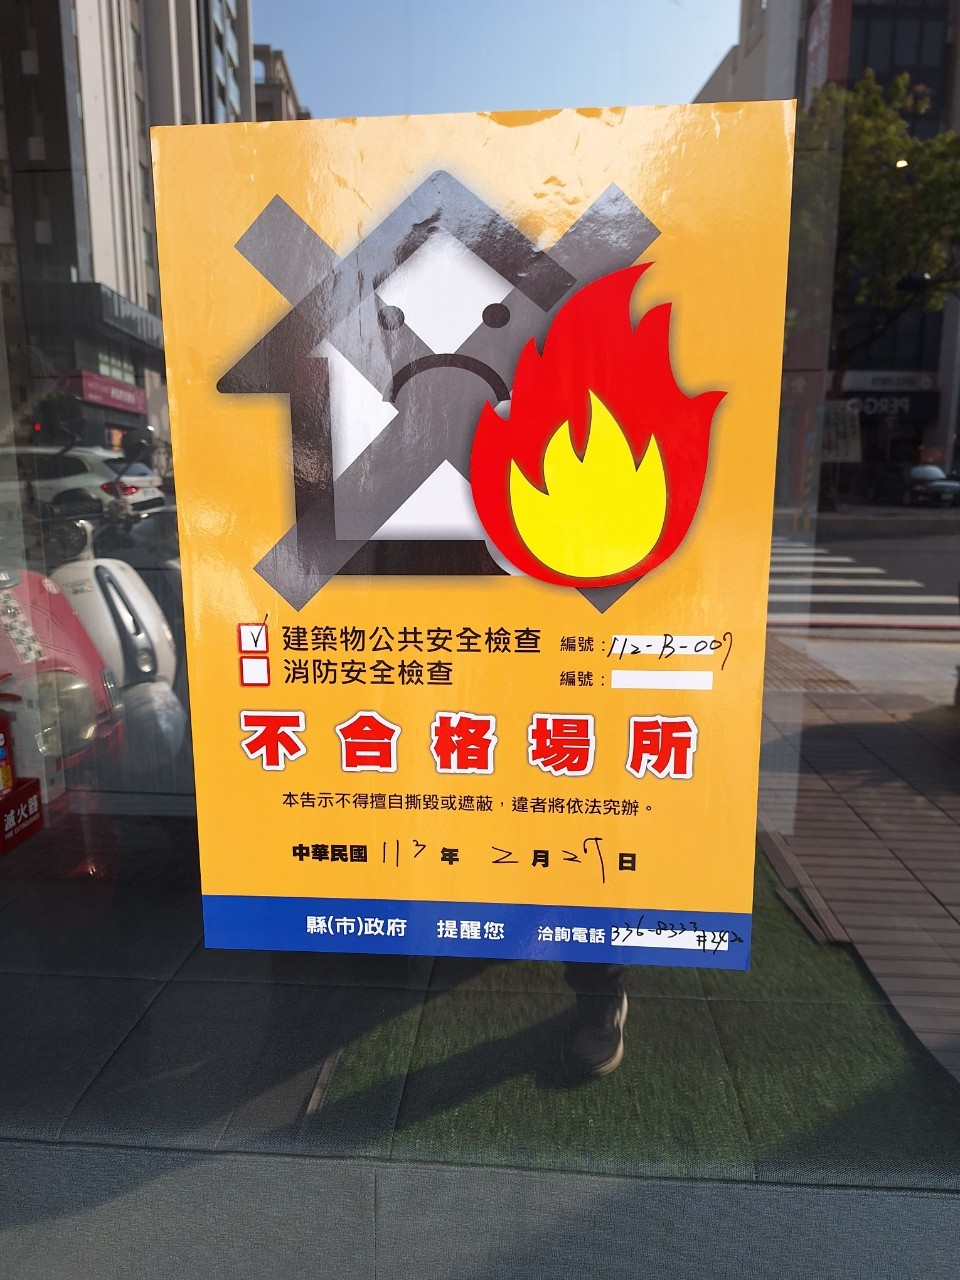 建築物公共安全檢查 編號：112-B-007
消防安全檢查 編號：
不合格場所
本告示不得擅自撕毀或遮蔽，違者將依法究辦。
中華民國 113 年 2 月 27 日
縣(市)政府 提醒您 洽詢電話 336-8333
滅火器
PERGO